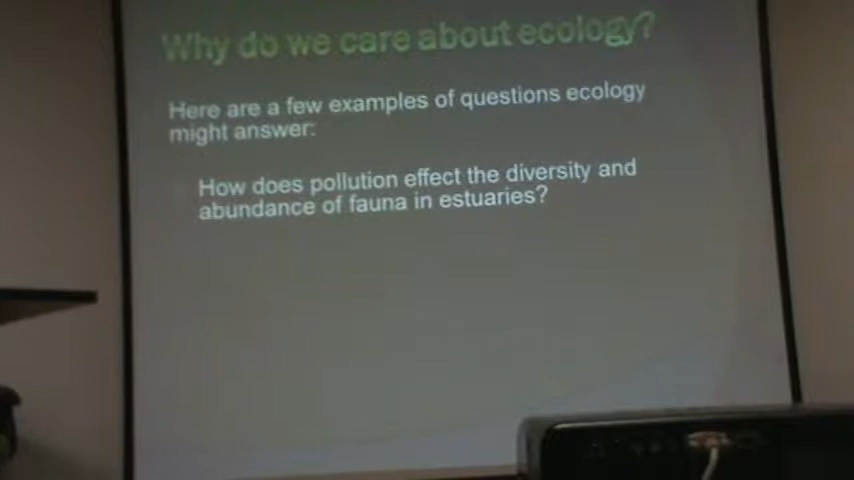 Why do we care about ecology?
Here are a few examples of questions ecology
might answer:
How does pollution effect the diversity and
abundance of fauna in estuaries?